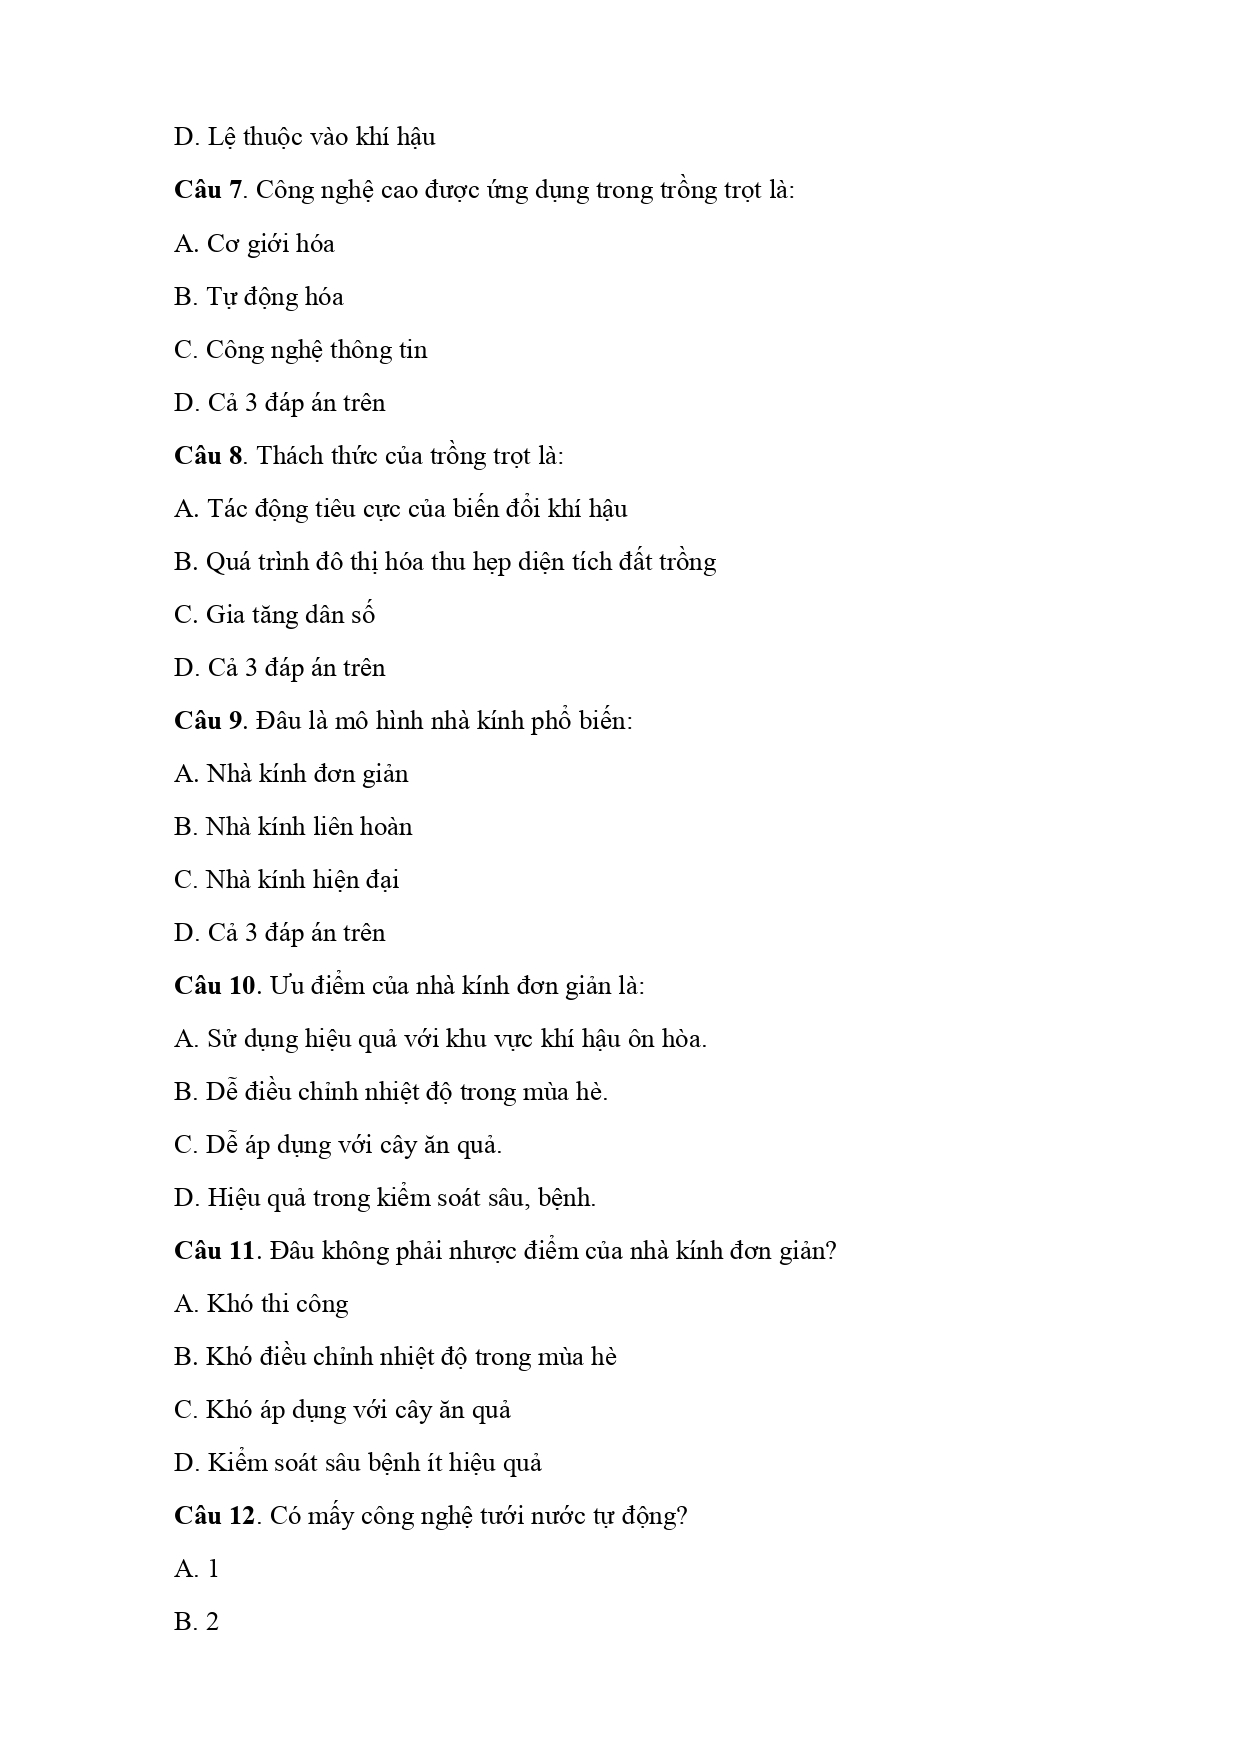 D. Lệ thuộc vào khí hậu
Câu 7. Công nghệ cao được ứng dụng trong trồng trọt là:
A. Cơ giới hóa
B. Tự động hóa
C. Công nghệ thông tin
D. Cả 3 đáp án trên
Câu 8. Thách thức của trồng trọt là:
A. Tác động tiêu cực của biến đổi khí hậu
B. Quá trình đô thị hóa thu hẹp diện tích đất trồng
C. Gia tăng dân số
D. Cả 3 đáp án trên
Câu 9. Đâu là mô hình nhà kính phổ biến:
A. Nhà kính đơn giản
B. Nhà kính liên hoàn
C. Nhà kính hiện đại
D. Cả 3 đáp án trên
Câu 10. Ưu điểm của nhà kính đơn giản là:
A. Sử dụng hiệu quả với khu vực khí hậu ôn hòa.
B. Dễ điều chỉnh nhiệt độ trong mùa hè.
C. Dễ áp dụng với cây ăn quả.
D. Hiệu quả trong kiểm soát sâu, bệnh.
Câu 11. Đâu không phải nhược điểm của nhà kính đơn giản?
A. Khó thi công
B. Khó điều chỉnh nhiệt độ trong mùa hè
C. Khó áp dụng với cây ăn quả
D. Kiểm soát sâu bệnh ít hiệu quả
Câu 12. Có mấy công nghệ tưới nước tự động?
A. 1
B. 2